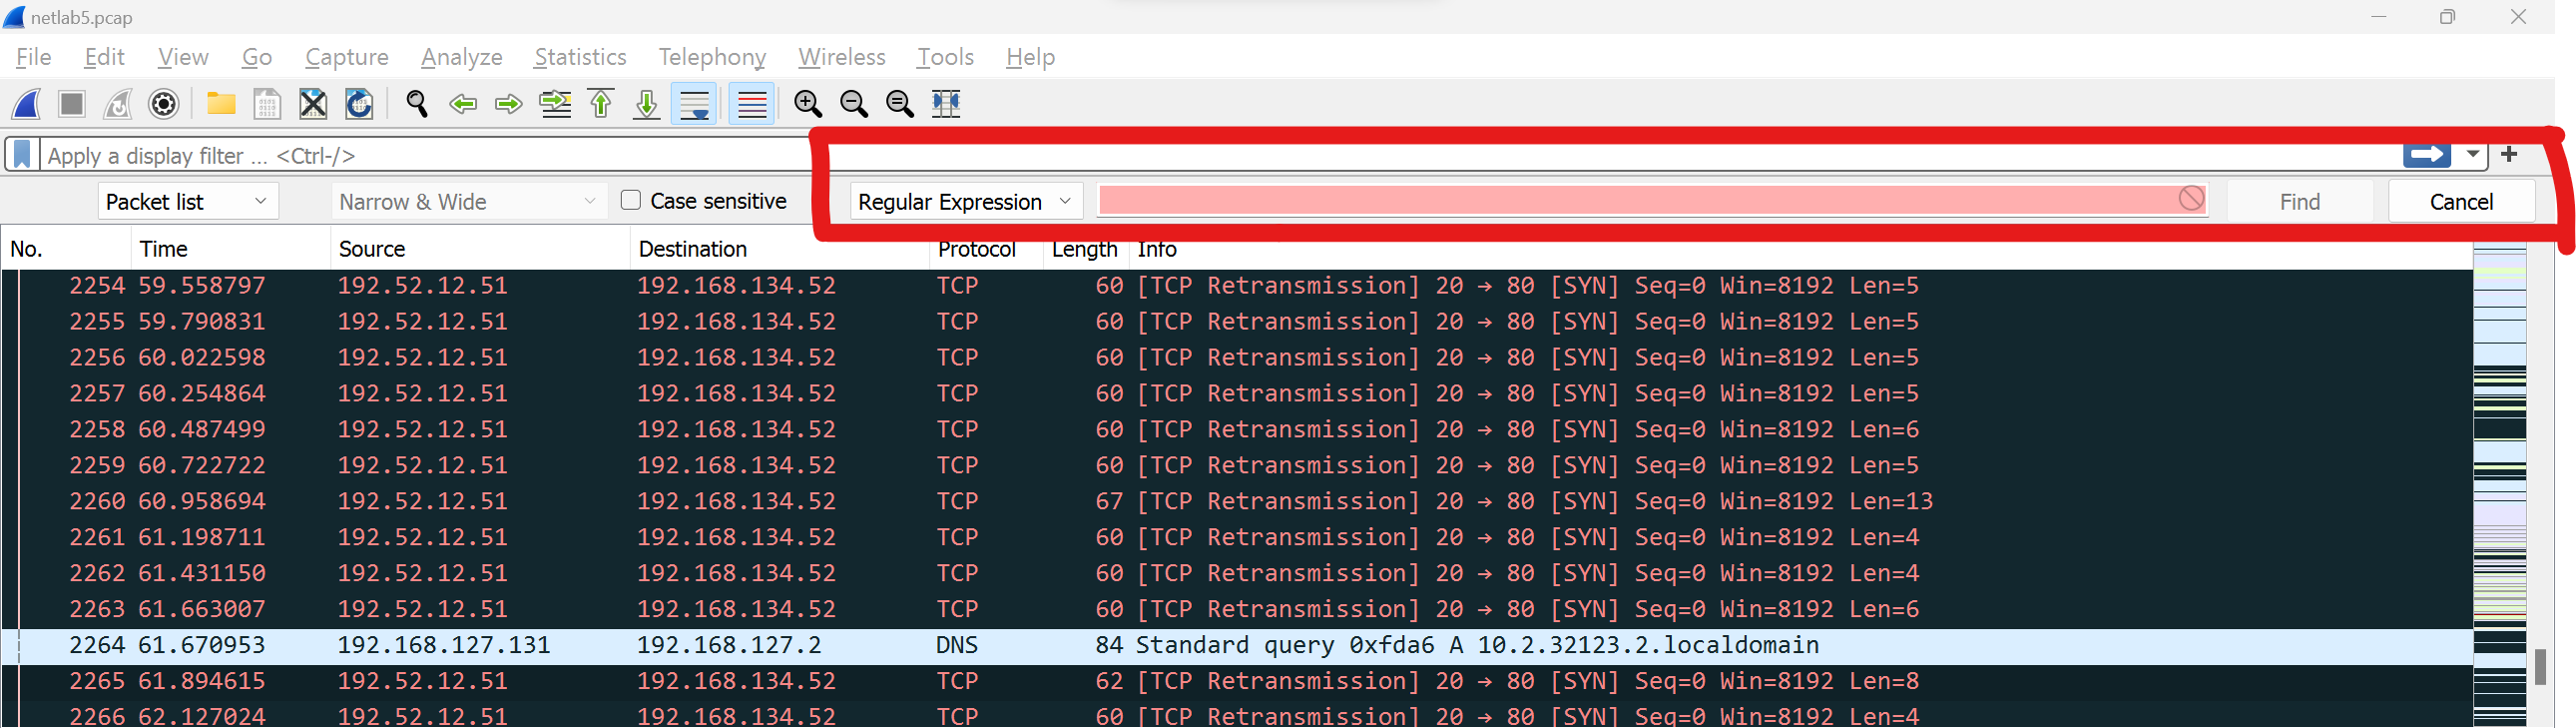 netlab5.pcap
File Edit View Go Capture Analyze Statistics Telephony Wireless Tools Help
Apply a display filter ... <Ctrl-/>
Packet list Narrow & Wide Case sensitive Regular Expression Find Cancel
No. Time Source Destination Protocol Length Info
2254 59.558797 192.52.12.51 192.168.134.52 TCP 60 [TCP Retransmission] 20 → 80 [SYN] Seq=0 Win=8192 Len=5
2255 59.790831 192.52.12.51 192.168.134.52 TCP 60 [TCP Retransmission] 20 → 80 [SYN] Seq=0 Win=8192 Len=5
2256 60.022598 192.52.12.51 192.168.134.52 TCP 60 [TCP Retransmission] 20 → 80 [SYN] Seq=0 Win=8192 Len=5
2257 60.254864 192.52.12.51 192.168.134.52 TCP 60 [TCP Retransmission] 20 → 80 [SYN] Seq=0 Win=8192 Len=5
2258 60.487499 192.52.12.51 192.168.134.52 TCP 60 [TCP Retransmission] 20 → 80 [SYN] Seq=0 Win=8192 Len=6
2259 60.722722 192.52.12.51 192.168.134.52 TCP 60 [TCP Retransmission] 20 → 80 [SYN] Seq=0 Win=8192 Len=5
2260 60.958694 192.52.12.51 192.168.134.52 TCP 67 [TCP Retransmission] 20 → 80 [SYN] Seq=0 Win=8192 Len=13
2261 61.198711 192.52.12.51 192.168.134.52 TCP 60 [TCP Retransmission] 20 → 80 [SYN] Seq=0 Win=8192 Len=4
2262 61.431150 192.52.12.51 192.168.134.52 TCP 60 [TCP Retransmission] 20 → 80 [SYN] Seq=0 Win=8192 Len=4
2263 61.663007 192.52.12.51 192.168.134.52 TCP 60 [TCP Retransmission] 20 → 80 [SYN] Seq=0 Win=8192 Len=6
2264 61.670953 192.168.127.131 192.168.127.2 DNS 84 Standard query 0xfda6 A 10.2.32123.2.localdomain
2265 61.894615 192.52.12.51 192.168.134.52 TCP 62 [TCP Retransmission] 20 → 80 [SYN] Seq=0 Win=8192 Len=8
2266 62.127024 192.52.12.51 192.168.134.52 TCP 60 [TCP Retransmission] 20 → 80 [SYN] Seq=0 Win=8192 Len=4